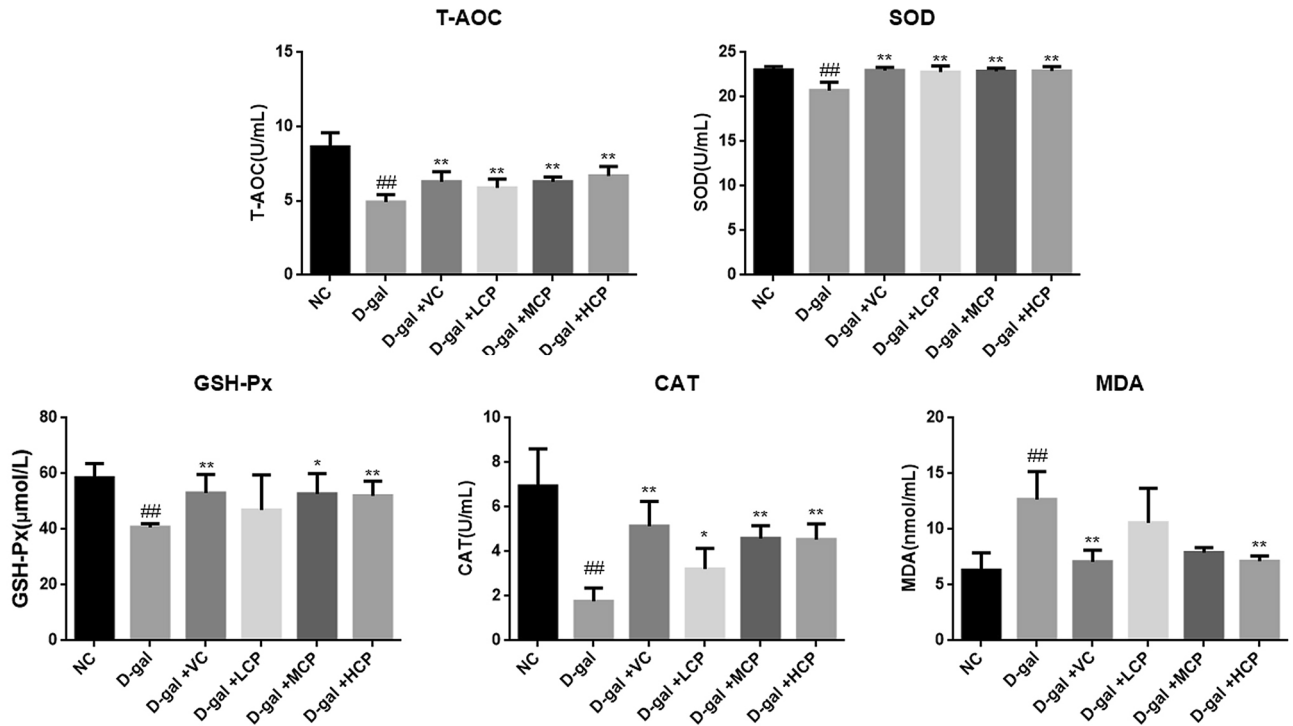 T-AOC
15
10
5
0
T-AOC(U/mL)
##
**
**
**
**
NC
D-gal
D-gal +VC
D-gal +LCP
D-gal +MCP
D-gal +HCP
SOD
25
20
15
10
5
0
SOD(U/mL)
##
**
**
**
**
NC
D-gal
D-gal +VC
D-gal +LCP
D-gal +MCP
D-gal +HCP
GSH-Px
80
60
40
20
0
GSH-Px(μmol/L)
##
**
*
**
NC
D-gal
D-gal +VC
D-gal +LCP
D-gal +MCP
D-gal +HCP
CAT
10
8
6
4
2
0
CAT(U/mL)
##
**
*
**
**
NC
D-gal
D-gal +VC
D-gal +LCP
D-gal +MCP
D-gal +HCP
MDA
20
15
10
5
0
MDA(nmol/mL)
##
**
**
NC
D-gal
D-gal +VC
D-gal +LCP
D-gal +MCP
D-gal +HCP